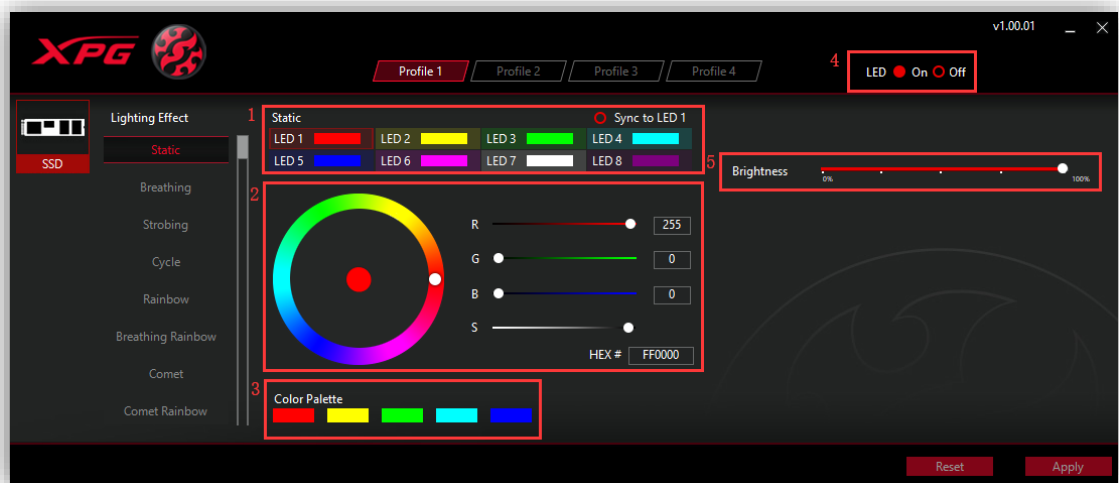 v1.00.01
XPG
Profile 1
Profile 2
Profile 3
Profile 4
4
LED On Off
SSD
Lighting Effect
Static
Breathing
Strobing
Cycle
Rainbow
Breathing Rainbow
Comet
Comet Rainbow
1
Static
Sync to LED 1
LED 1
LED 2
LED 3
LED 4
LED 5
LED 6
LED 7
LED 8
2
R 255
G 0
B 0
S
HEX # FF0000
3
Color Palette
5
Brightness
0%
100%
Reset
Apply